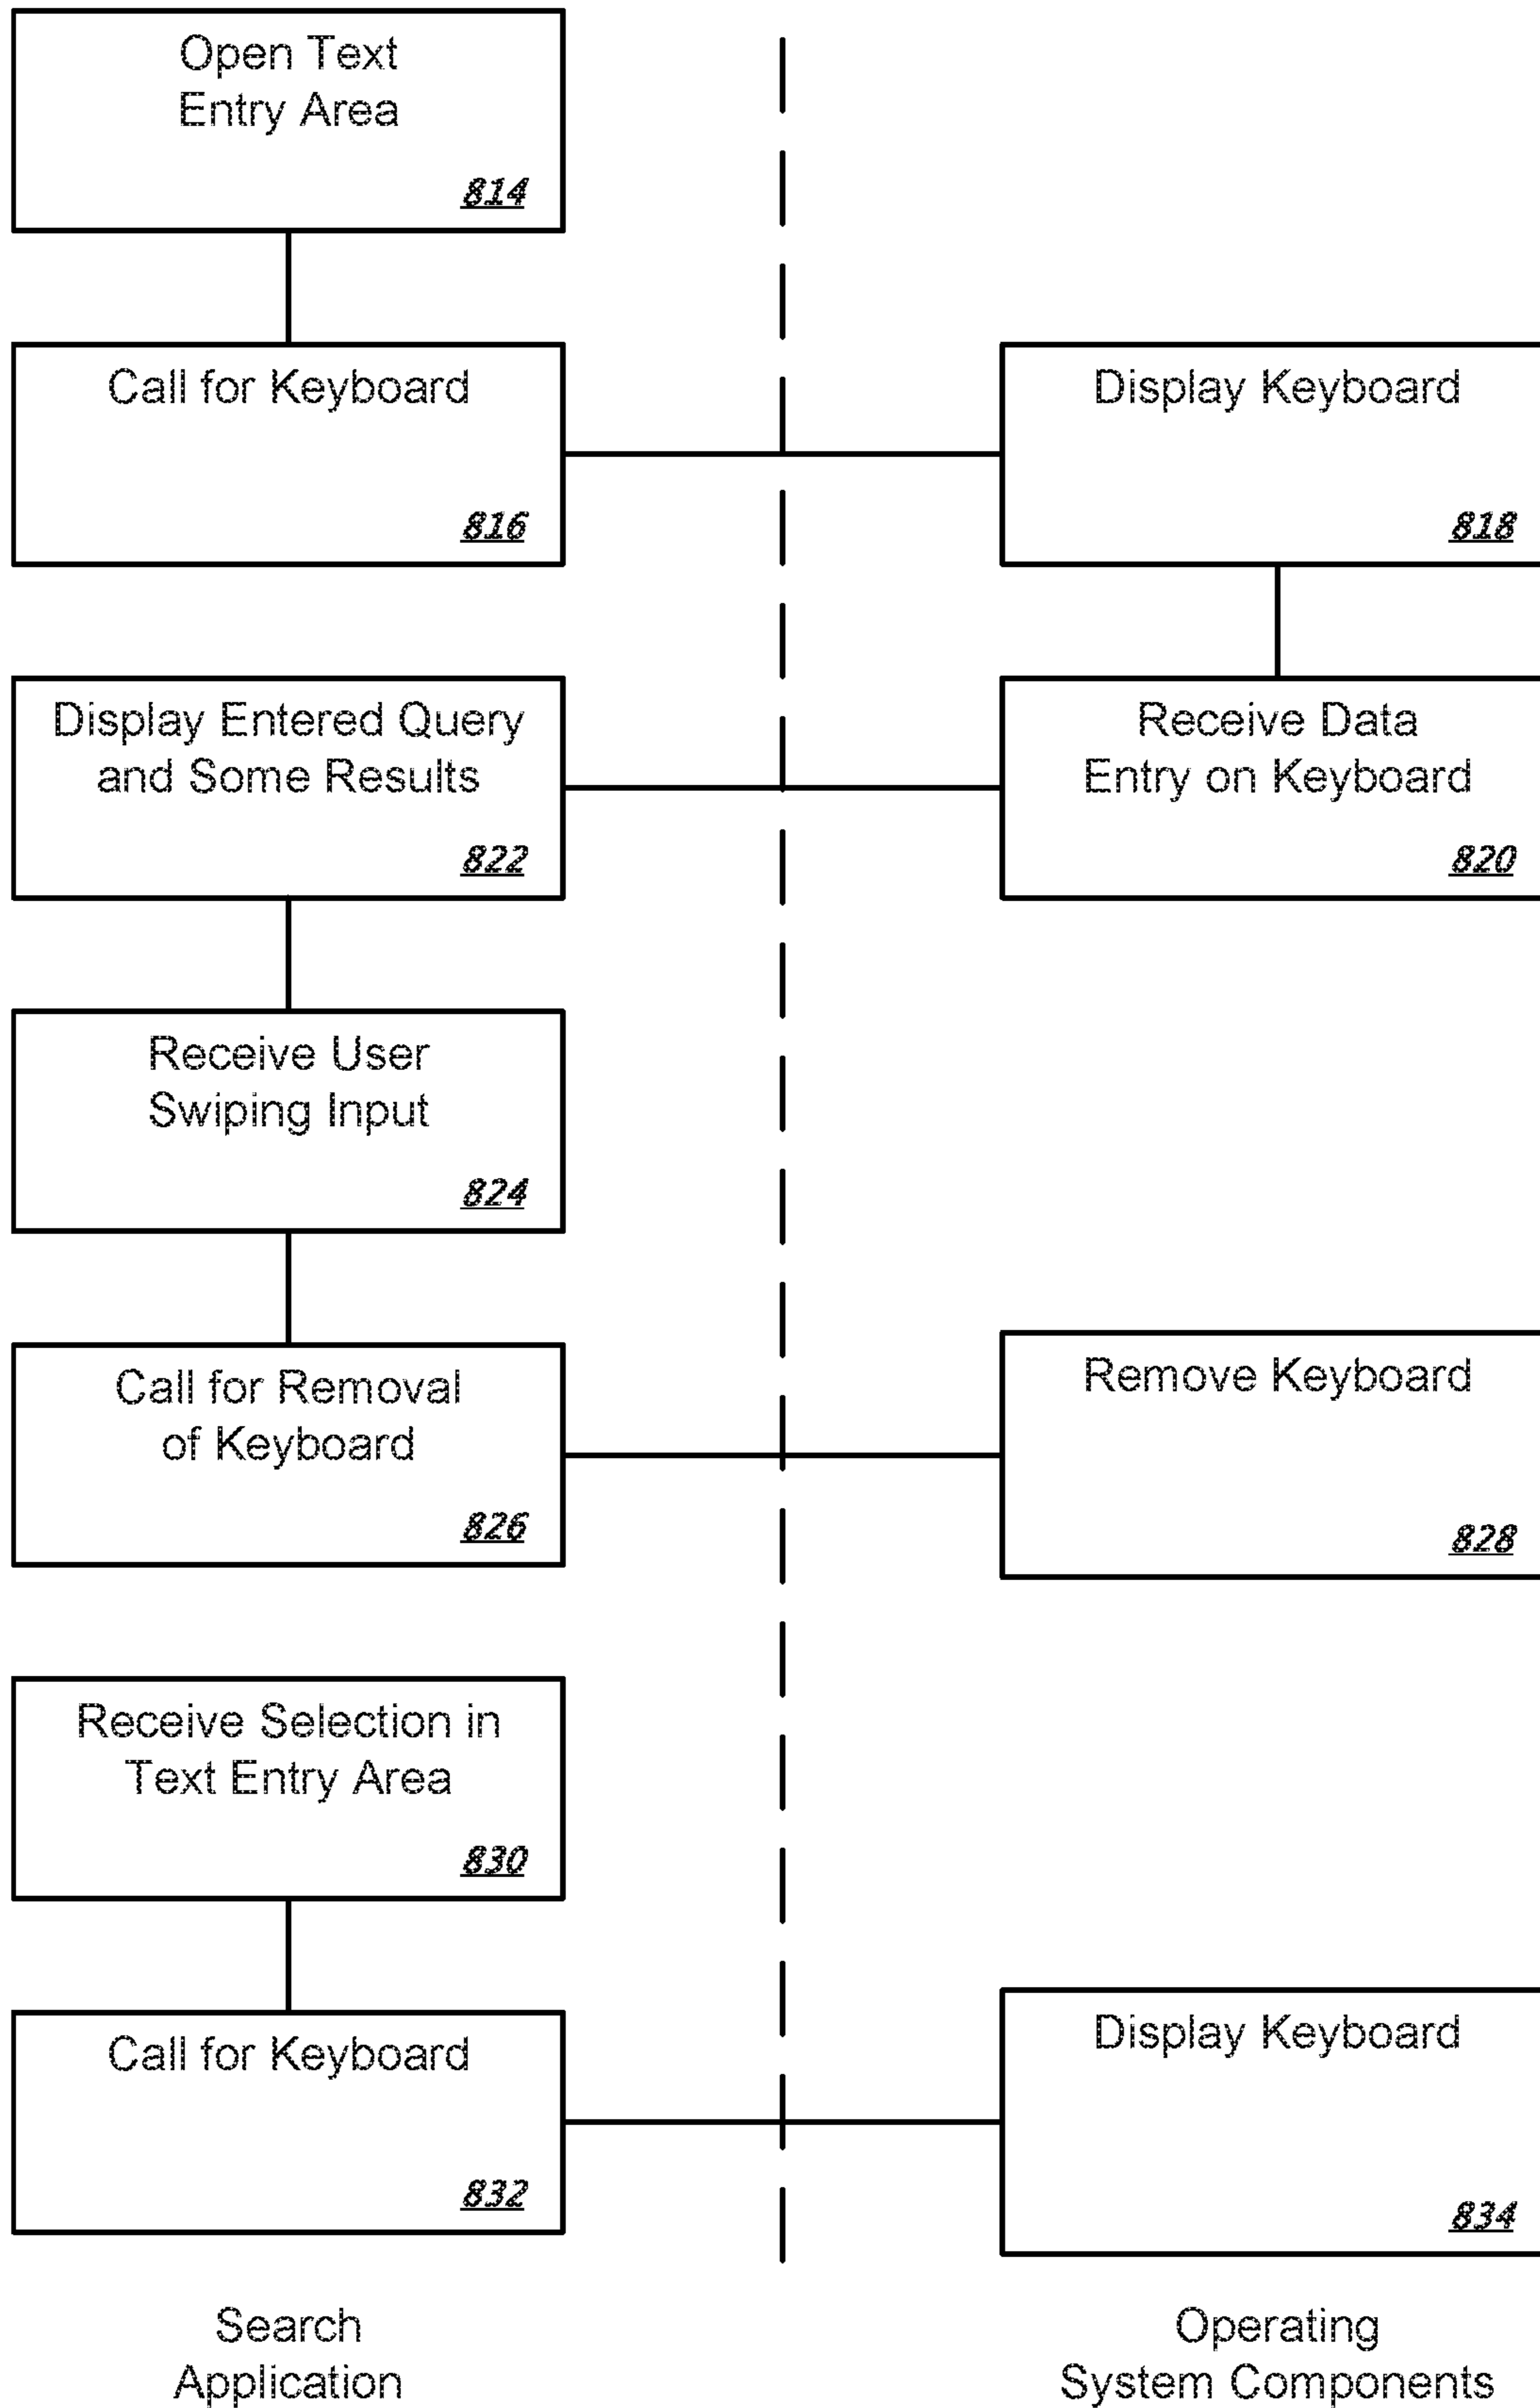 Open Text
Entry Area
814
Call for Keyboard
816
Display Keyboard
818
Display Entered Query
and Some Results
822
Receive Data
Entry on Keyboard
820
Receive User
Swiping Input
824
Call for Removal
of Keyboard
826
Remove Keyboard
828
Receive Selection in
Text Entry Area
830
Call for Keyboard
832
Display Keyboard
834
Search
Application
Operating
System Components